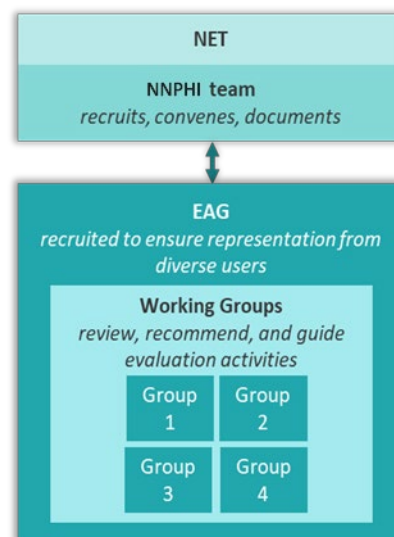 NET
NNPHI team
recruits, convenes, documents
EAG
recruited to ensure representation from
diverse users
Working Groups
review, recommend, and guide
evaluation activities
Group
1
Group
2
Group
3
Group
4